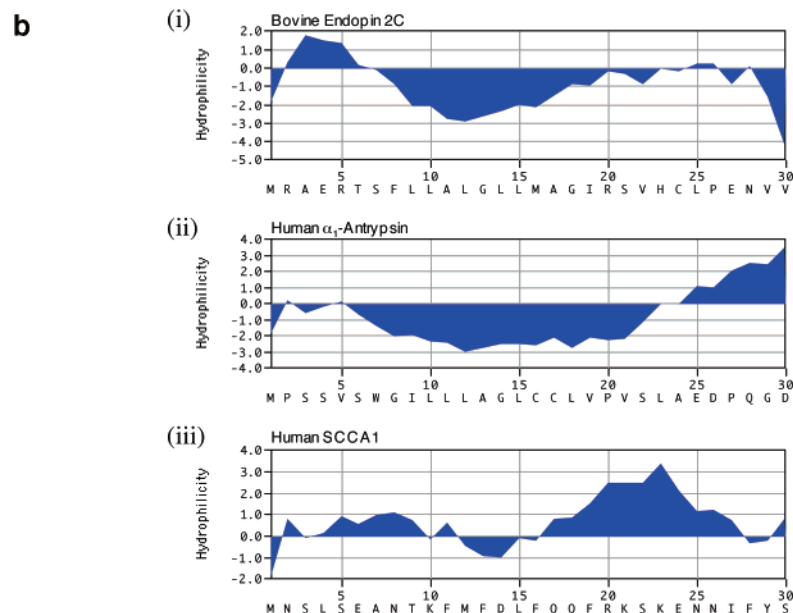 b
(i)
Bovine Endopin 2C
Hydrophilicity
2.0
1.0
0.0
-1.0
-2.0
-3.0
-4.0
-5.0
5 10 15 20 25 30
M R A E R T S F L L A L G L L M A G I R S V H C L P E N V V
(ii)
Human α₁-Antrypsin
Hydrophilicity
4.0
3.0
2.0
1.0
0.0
-1.0
-2.0
-3.0
-4.0
5 10 15 20 25 30
M P S S V S W G I L L L A G L C C L V P V S L A E D P Q G D
(iii)
Human SCCA1
Hydrophilicity
4.0
3.0
2.0
1.0
0.0
-1.0
-2.0
5 10 15 20 25 30
M N S L S E A N T K F M F D L F Q Q F R K S K E N N I F Y S